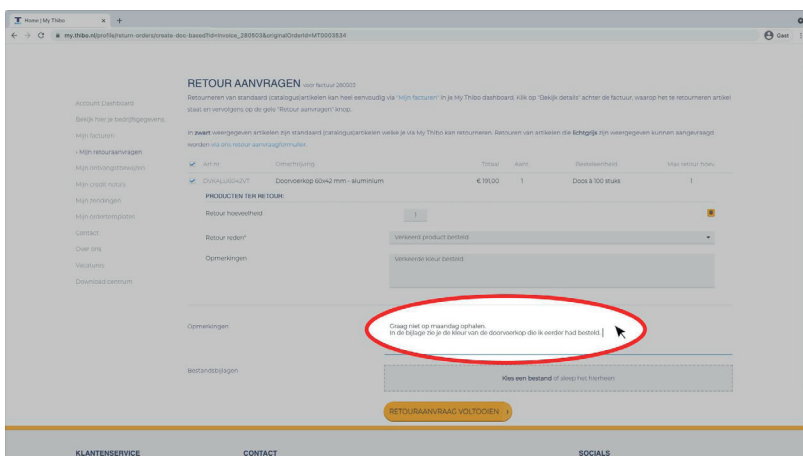 Home | My Thibo
my.thibo.nl/profile/return-orders/create-doc-based?id=invoice_280503&originalOrderId=MT0003534
Gast
RETOUR AANVRAGEN voor factuur 280503
Retourneren van standaard (catalogus)artikelen kan heel eenvoudig via "Mijn facturen" in je My Thibo dashboard. Klik op "Bekijk details" achter de factuur, waarop het te retourneren artikel
staat en vervolgens op de gele "Retour aanvragen" knop.
In zwart weergegeven artikelen zijn standaard (catalogus)artikelen welke je via My Thibo kan retourneren. Retouren van artikelen die lichtgrijs zijn weergegeven kunnen aangevraagd
worden via ons retour aanvraagformulier.
Account Dashboard
Bekijk hier je bedrijfsgegevens
Mijn facturen
› Mijn retouraanvragen
Mijn ontvangstbewijzen
Mijn credit nota's
Mijn zendingen
Mijn ordertemplates
Contact
Over ons
Vacatures
Download centrum
Art.nr. Omschrijving Totaal Aant. Besteleenheid Max retour hoev.
Doorvoerkop 60x42 mm - aluminium € 191,00 1 Doos à 100 stuks 1
PRODUCTEN TER RETOUR:
Retour hoeveelheid 1
Retour reden* Verkeerd product besteld
Opmerkingen Verkeerde kleur besteld
Opmerkingen
Graag niet op maandag ophalen.
In de bijlage zie je de kleur van de doorvoerkop die ik eerder had besteld.
Bestandsbijlagen
Kies een bestand of sleep het hierheen
RETOURAANVRAAG VOLTOOIEN ›
KLANTENSERVICE CONTACT SOCIALS